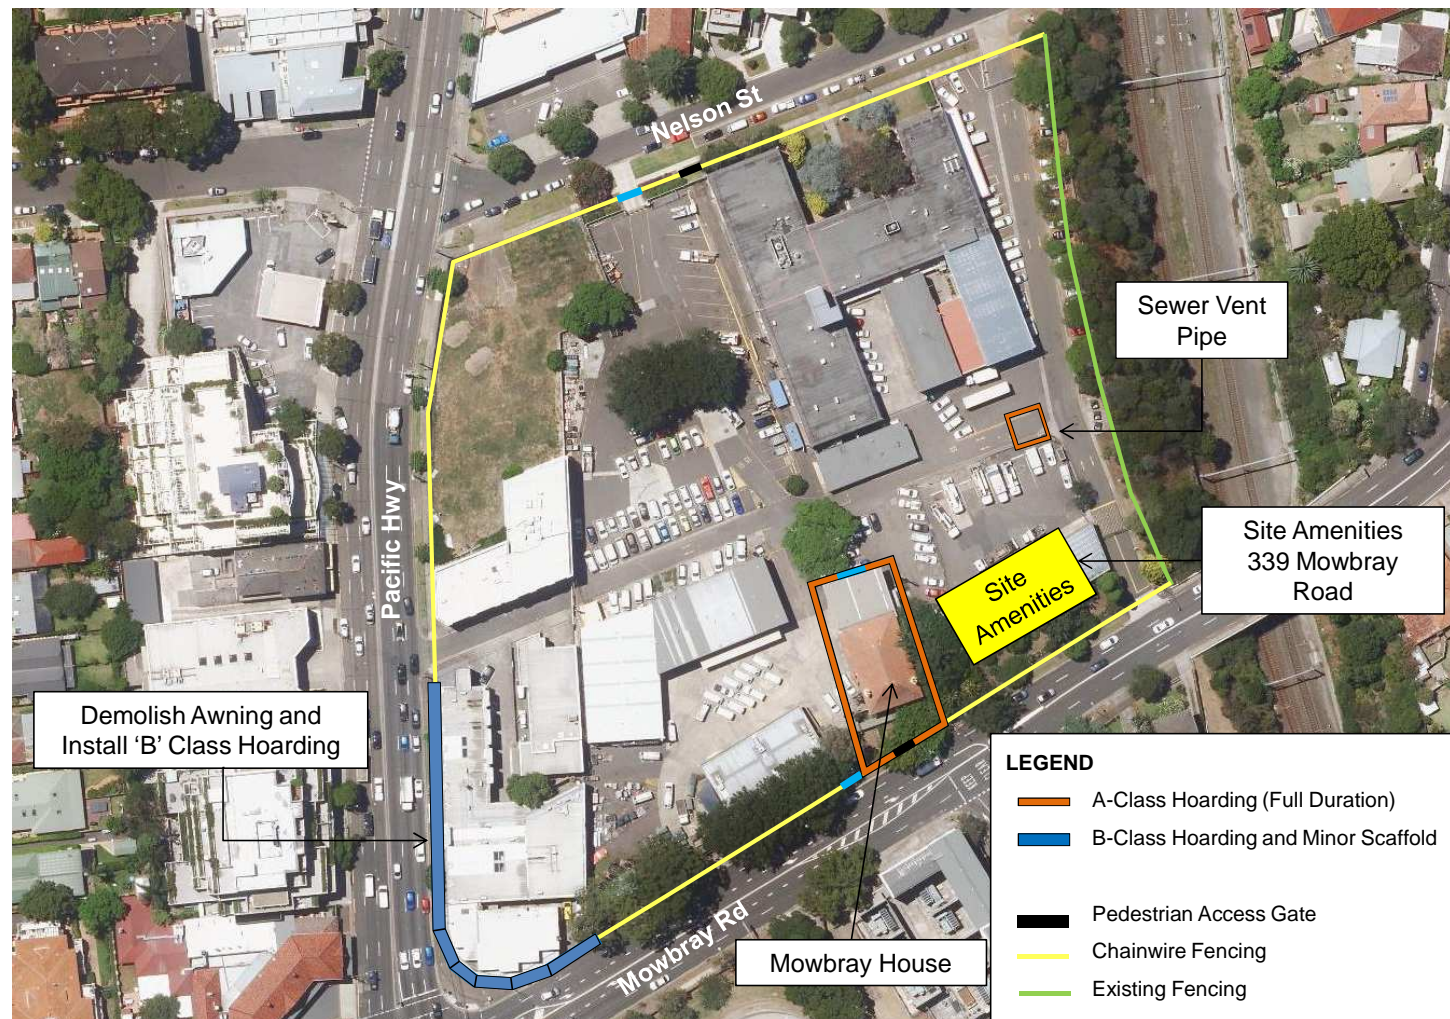 Nelson St
Sewer Vent
Pipe
Pacific Hwy
Site Amenities
339 Mowbray
Road
Site
Amenities
Demolish Awning and
Install ‘B’ Class Hoarding
Mowbray Rd
Mowbray House
LEGEND
A-Class Hoarding (Full Duration)
B-Class Hoarding and Minor Scaffold
Pedestrian Access Gate
Chainwire Fencing
Existing Fencing